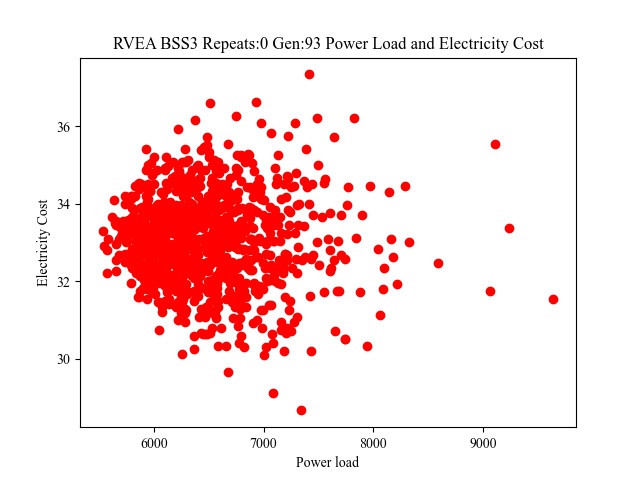 RVEA BSS3 Repeats:0 Gen:93 Power Load and Electricity Cost
36
34
32
30
Electricity Cost
6000 7000 8000 9000
Power load